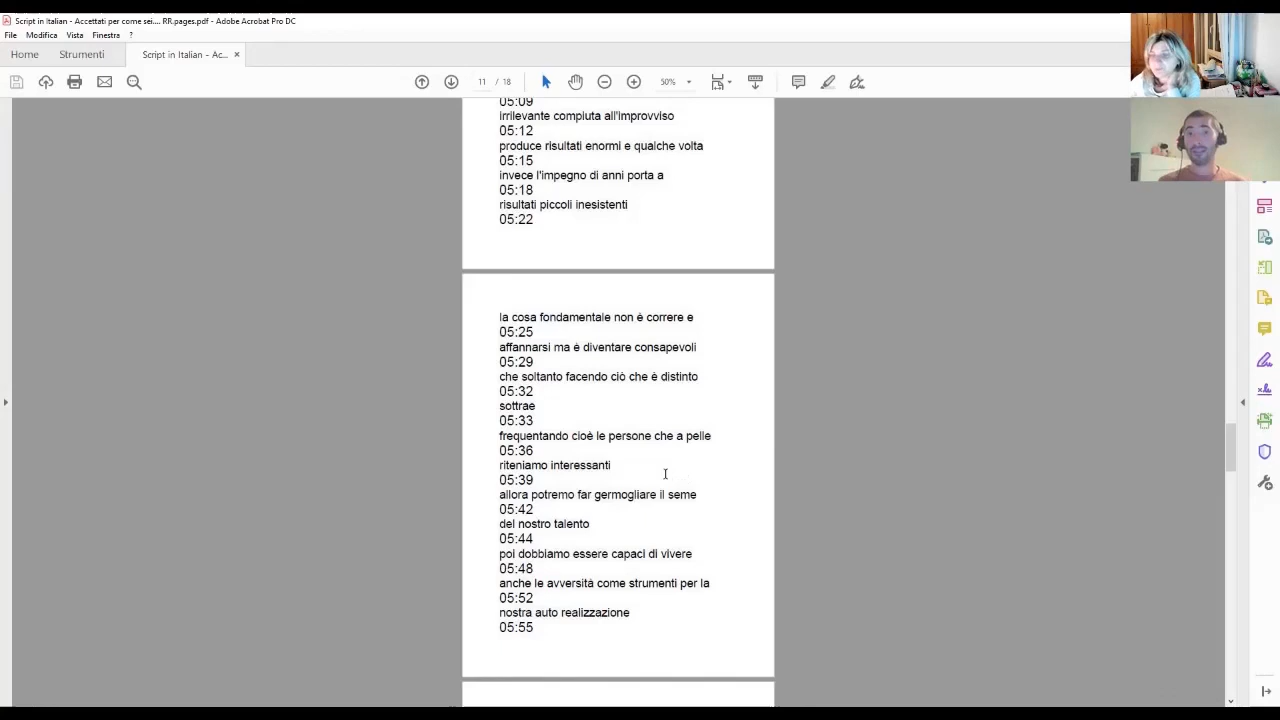 Script in Italian - Accettati per come sei.... RR.pages.pdf - Adobe Acrobat Pro DC
File Modifica Vista Finestra ?
Home Strumenti Script in Italian - Ac... ×
11 / 18 50%
05:09
irrilevante compiuta all'improvviso
05:12
produce risultati enormi e qualche volta
05:15
invece l'impegno di anni porta a
05:18
risultati piccoli inesistenti
05:22
la cosa fondamentale non è correre e
05:25
affannarsi ma è diventare consapevoli
05:29
che soltanto facendo ciò che è distinto
05:32
sottrae
05:33
frequentando cioè le persone che a pelle
05:36
riteniamo interessanti
05:39
allora potremo far germogliare il seme
05:42
del nostro talento
05:44
poi dobbiamo essere capaci di vivere
05:48
anche le avversità come strumenti per la
05:52
nostra auto realizzazione
05:55